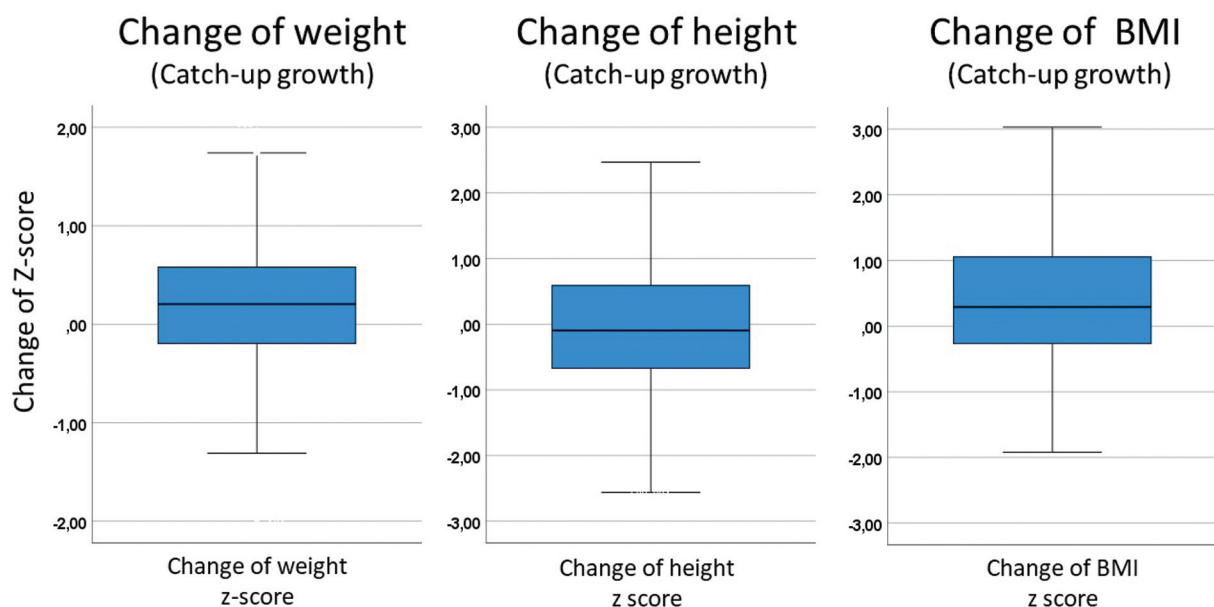 Change of weight
(Catch-up growth)
Change of Z-score
2,00
1,00
,00
-1,00
-2,00
Change of weight
z-score
Change of height
(Catch-up growth)
3,00
2,00
1,00
,00
-1,00
-2,00
-3,00
Change of height
z score
Change of BMI
(Catch-up growth)
3,00
2,00
1,00
,00
-1,00
-2,00
-3,00
Change of BMI
z score